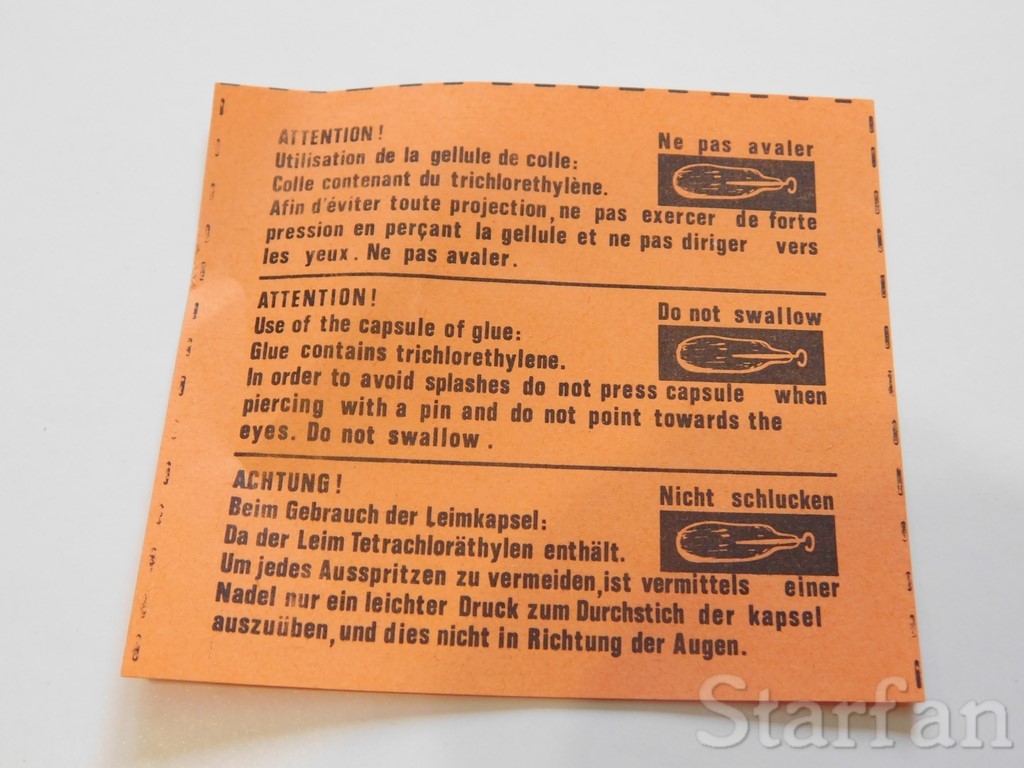 ATTENTION!
Ne pas avaler
Utilisation de la gellule de colle:
Colle contenant du trichlorethylène.
Afin d'éviter toute projection, ne pas exercer de forte
pression en perçant la gellule et ne pas diriger vers
les yeux. Ne pas avaler.
ATTENTION!
Do not swallow
Use of the capsule of glue:
Glue contains trichlorethylene.
In order to avoid splashes do not press capsule when
piercing with a pin and do not point towards the
eyes. Do not swallow.
ACHTUNG!
Nicht schlucken
Beim Gebrauch der Leimkapsel:
Da der Leim Tetrachloräthylen enthält.
Um jedes Ausspritzen zu vermeiden, ist vermittels einer
Nadel nur ein leichter Druck zum Durchstich der kapsel
auszuüben, und dies nicht in Richtung der Augen.
Starfan